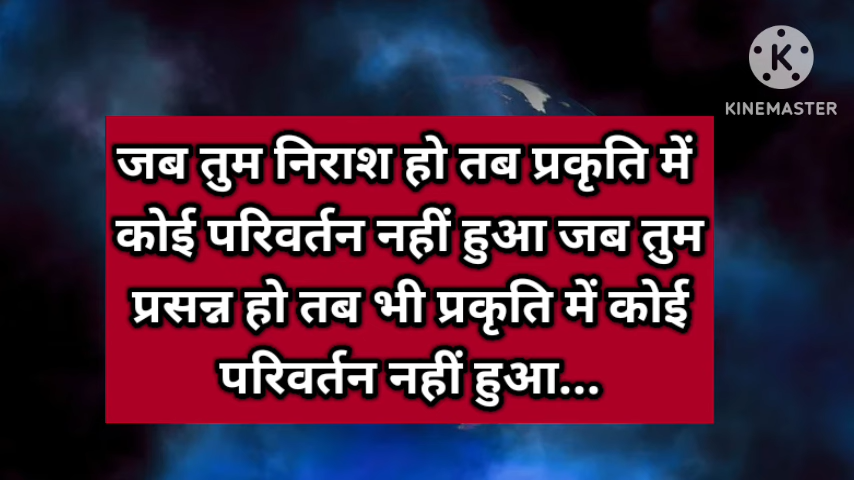 KINEMASTER
जब तुम निराश हो तब प्रकृति में
कोई परिवर्तन नहीं हुआ जब तुम
प्रसन्न हो तब भी प्रकृति में कोई
परिवर्तन नहीं हुआ...